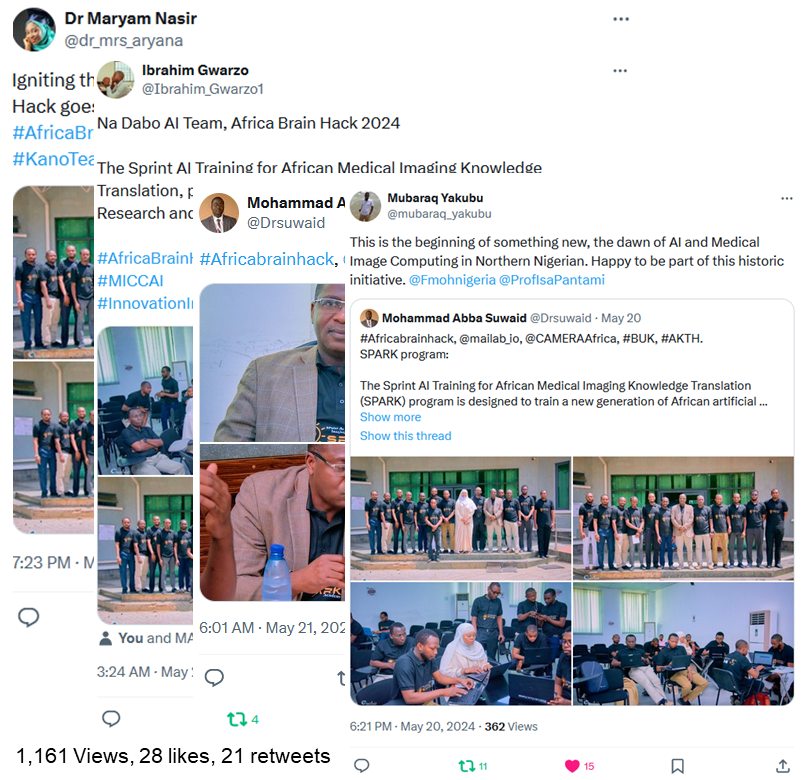 Dr Maryam Nasir
@dr_mrs_aryana
Igniting th
Hack goes
#AfricaBr
#KanoTea
7:23 PM · M
Ibrahim Gwarzo
@Ibrahim_Gwarzo1
Na Dabo AI Team, Africa Brain Hack 2024
The Sprint AI Training for African Medical Imaging Knowledge
Translation, p
Research and
#AfricaBrainH
#MICCAI
#InnovationIn
You and MA
3:24 AM · May
Mohammad A
@Drsuwaid
#Africabrainhack,
6:01 AM · May 21, 202
4
Mubaraq Yakubu
@mubaraq_yakubu
This is the beginning of something new, the dawn of AI and Medical
Image Computing in Northern Nigerian. Happy to be part of this historic
initiative. @Fmohnigeria @ProfIsaPantami
Mohammad Abba Suwaid @Drsuwaid · May 20
#Africabrainhack, @mailab_io, @CAMERAAfrica, #BUK, #AKTH.
SPARK program:
The Sprint AI Training for African Medical Imaging Knowledge Translation
(SPARK) program is designed to train a new generation of African artificial ...
Show more
Show this thread
6:21 PM · May 20, 2024 · 362 Views
11
15
1,161 Views, 28 likes, 21 retweets